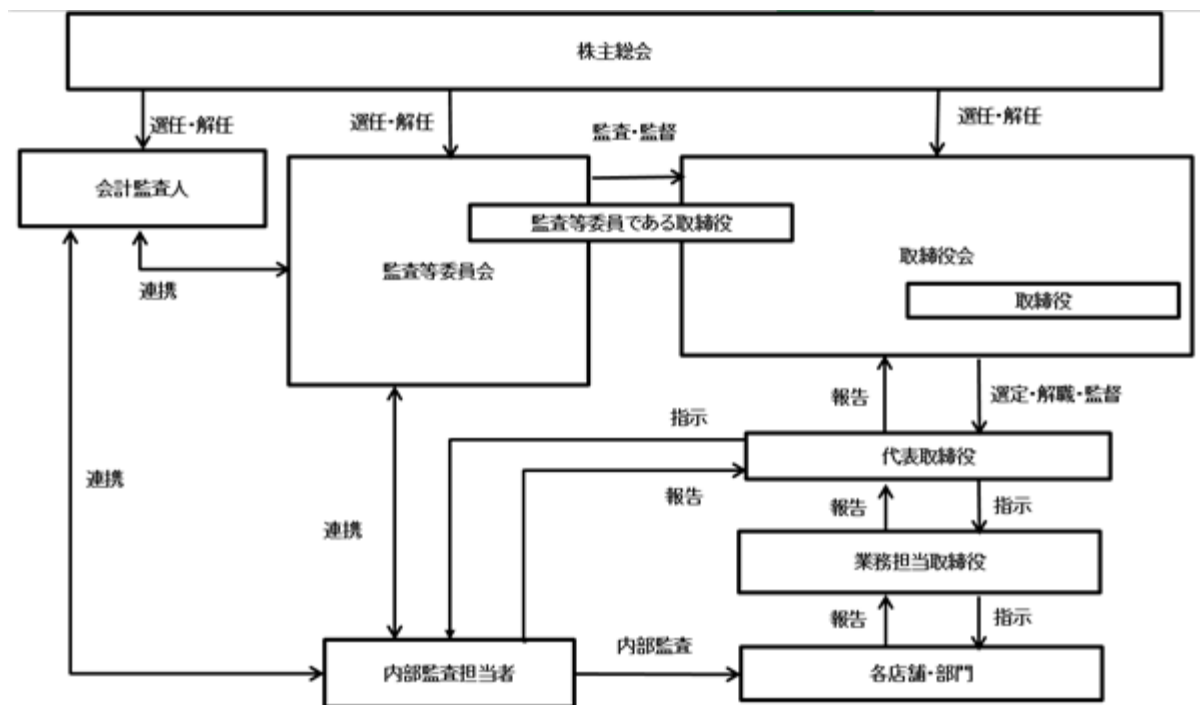 株主総会
選任・解任
選任・解任
選任・解任
監査・監督
会計監査人
監査等委員である取締役
監査等委員会
取締役会
連携
取締役
報告
選定・解職・監督
指示
代表取締役
連携
報告
報告
指示
連携
業務担当取締役
報告
指示
内部監査
内部監査担当者
各店舗・部門